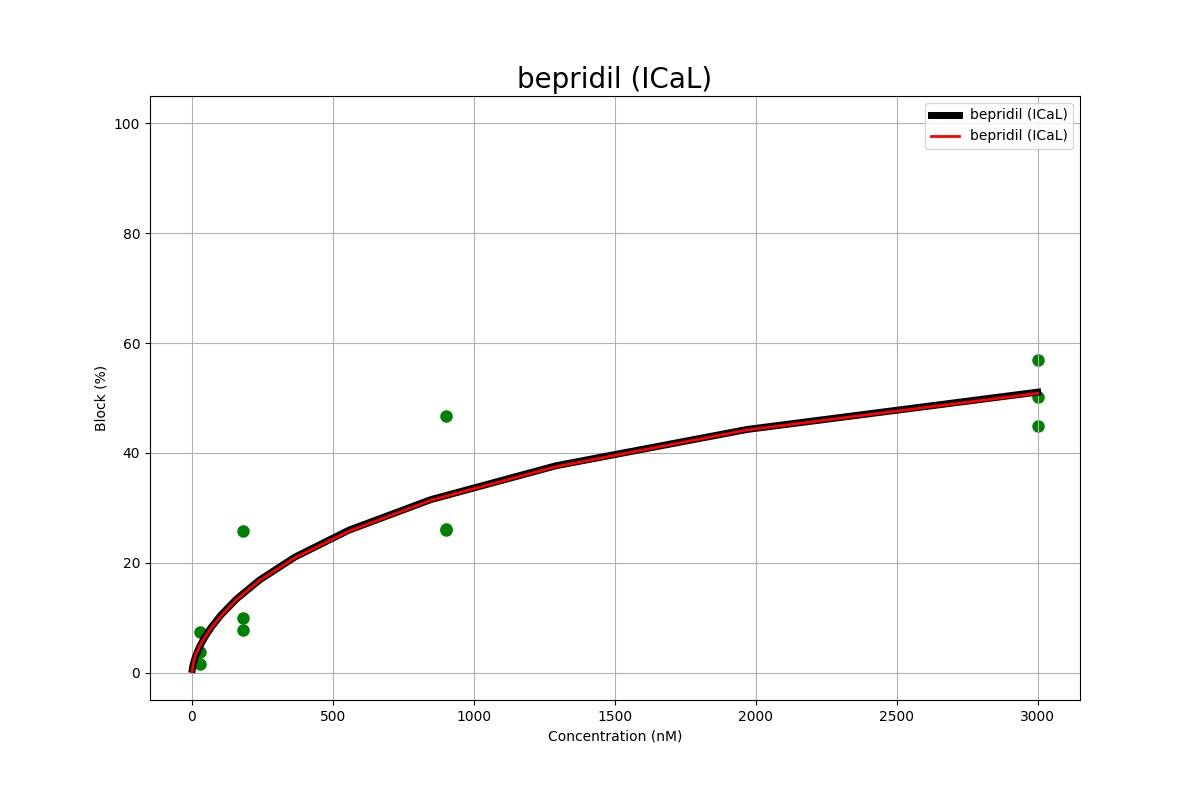 bepridil (ICaL)
bepridil (ICaL)
bepridil (ICaL)
100
80
60
40
20
0
Block (%)
0 500 1000 1500 2000 2500 3000
Concentration (nM)